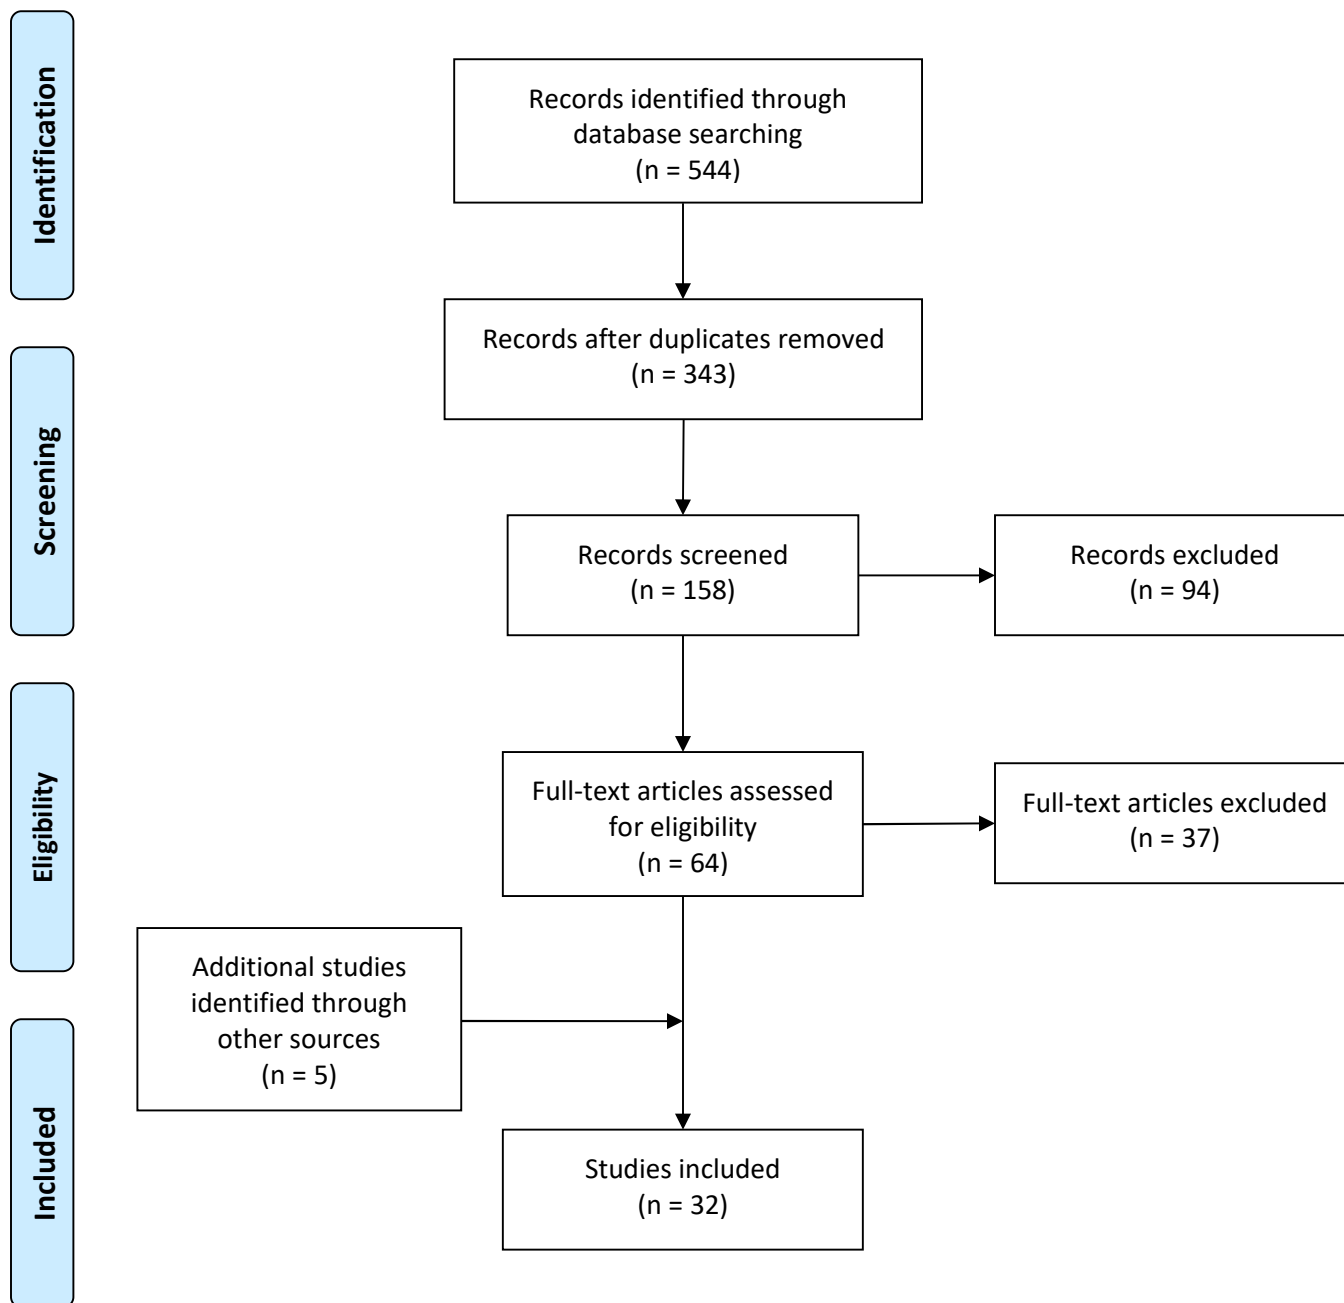 Identification
Records identified through
database searching
(n = 544)
Records after duplicates removed
(n = 343)
Screening
Records screened
(n = 158)
Records excluded
(n = 94)
Eligibility
Full-text articles assessed
for eligibility
(n = 64)
Full-text articles excluded
(n = 37)
Additional studies
identified through
other sources
(n = 5)
Included
Studies included
(n = 32)